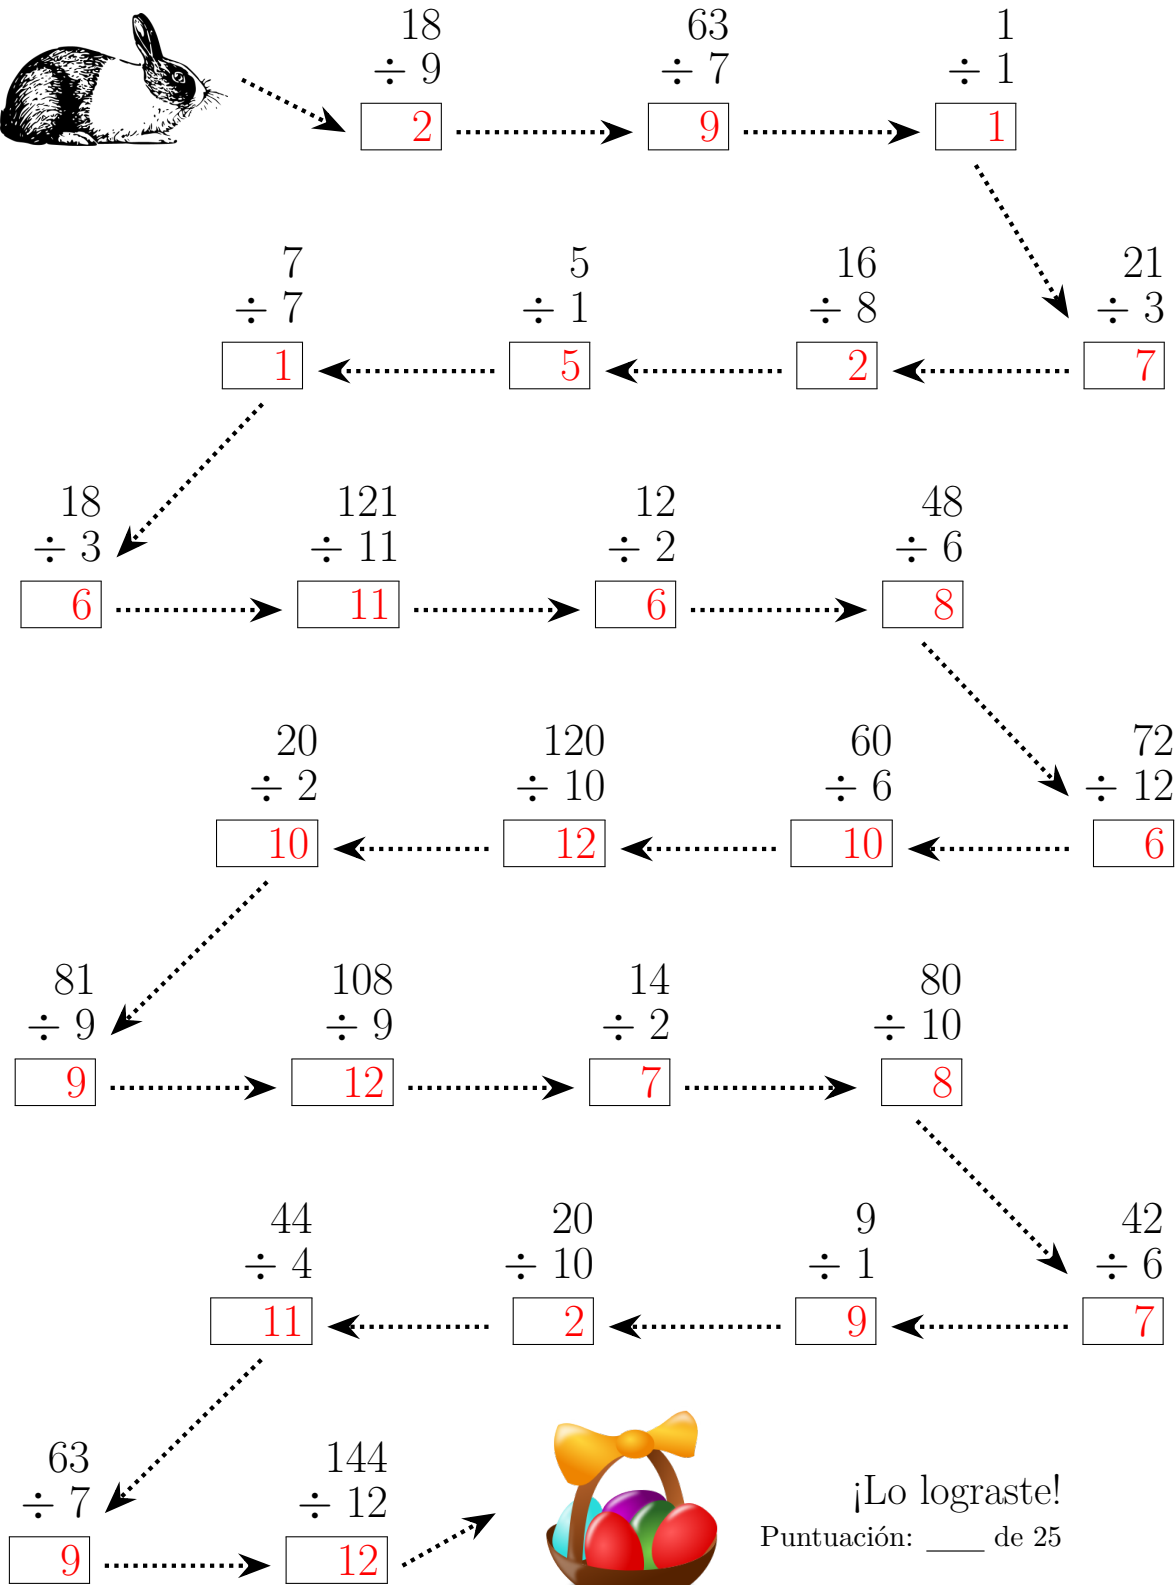 18 63 1
÷ 9 ÷ 7 ÷ 1
2 9 1
7 5 16 21
÷ 7 ÷ 1 ÷ 8 ÷ 3
1 5 2 7
18 121 12 48
÷ 3 ÷ 11 ÷ 2 ÷ 6
6 11 6 8
20 120 60 72
÷ 2 ÷ 10 ÷ 6 ÷ 12
10 12 10 6
81 108 14 80
÷ 9 ÷ 9 ÷ 2 ÷ 10
9 12 7 8
44 20 9 42
÷ 4 ÷ 10 ÷ 1 ÷ 6
11 2 9 7
63 144
÷ 7 ÷ 12
9 12
¡Lo lograste!
Puntuación: ____ de 25